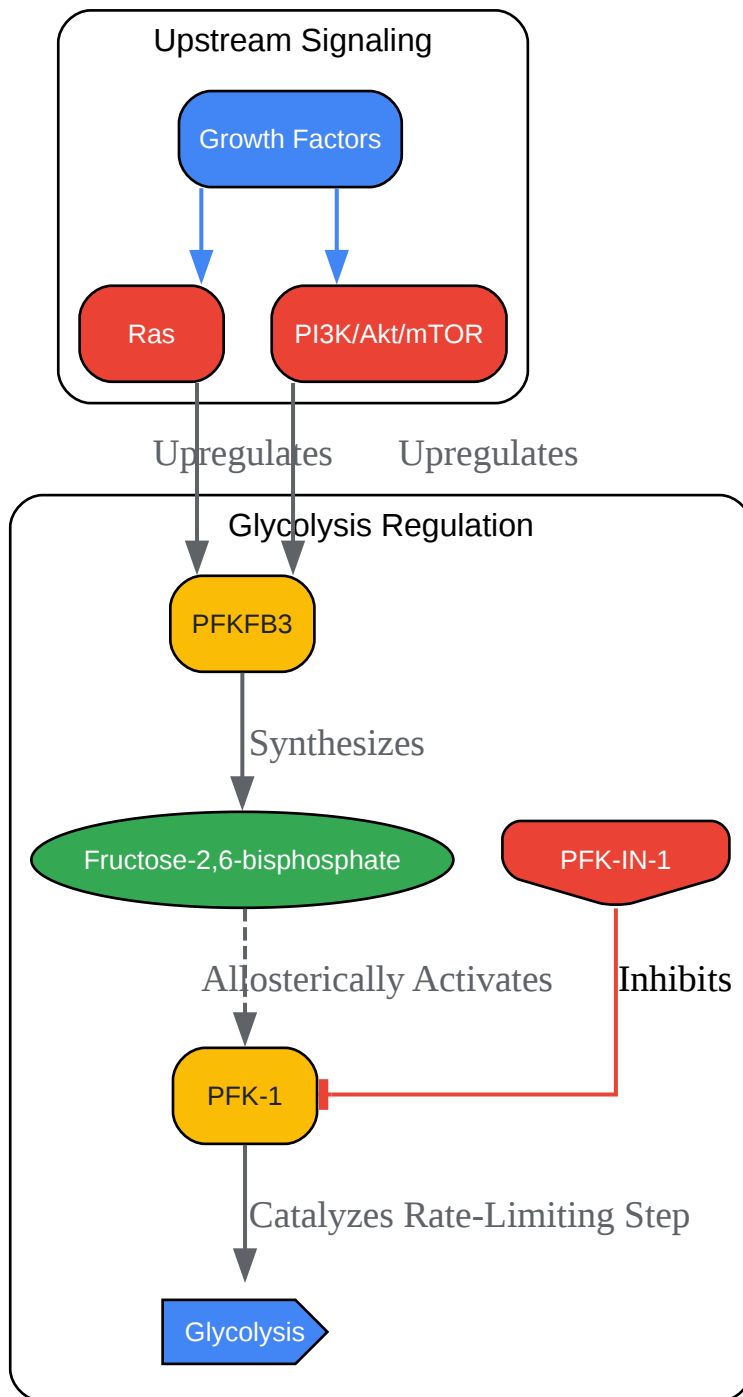 Upstream Signaling
Growth Factors
Ras
PI3K/Akt/mTOR
Upregulates
Upregulates
Glycolysis Regulation
PFKFB3
Synthesizes
Fructose-2,6-bisphosphate
PFK-IN-1
Allosterically Activates
Inhibits
PFK-1
Catalyzes Rate-Limiting Step
Glycolysis